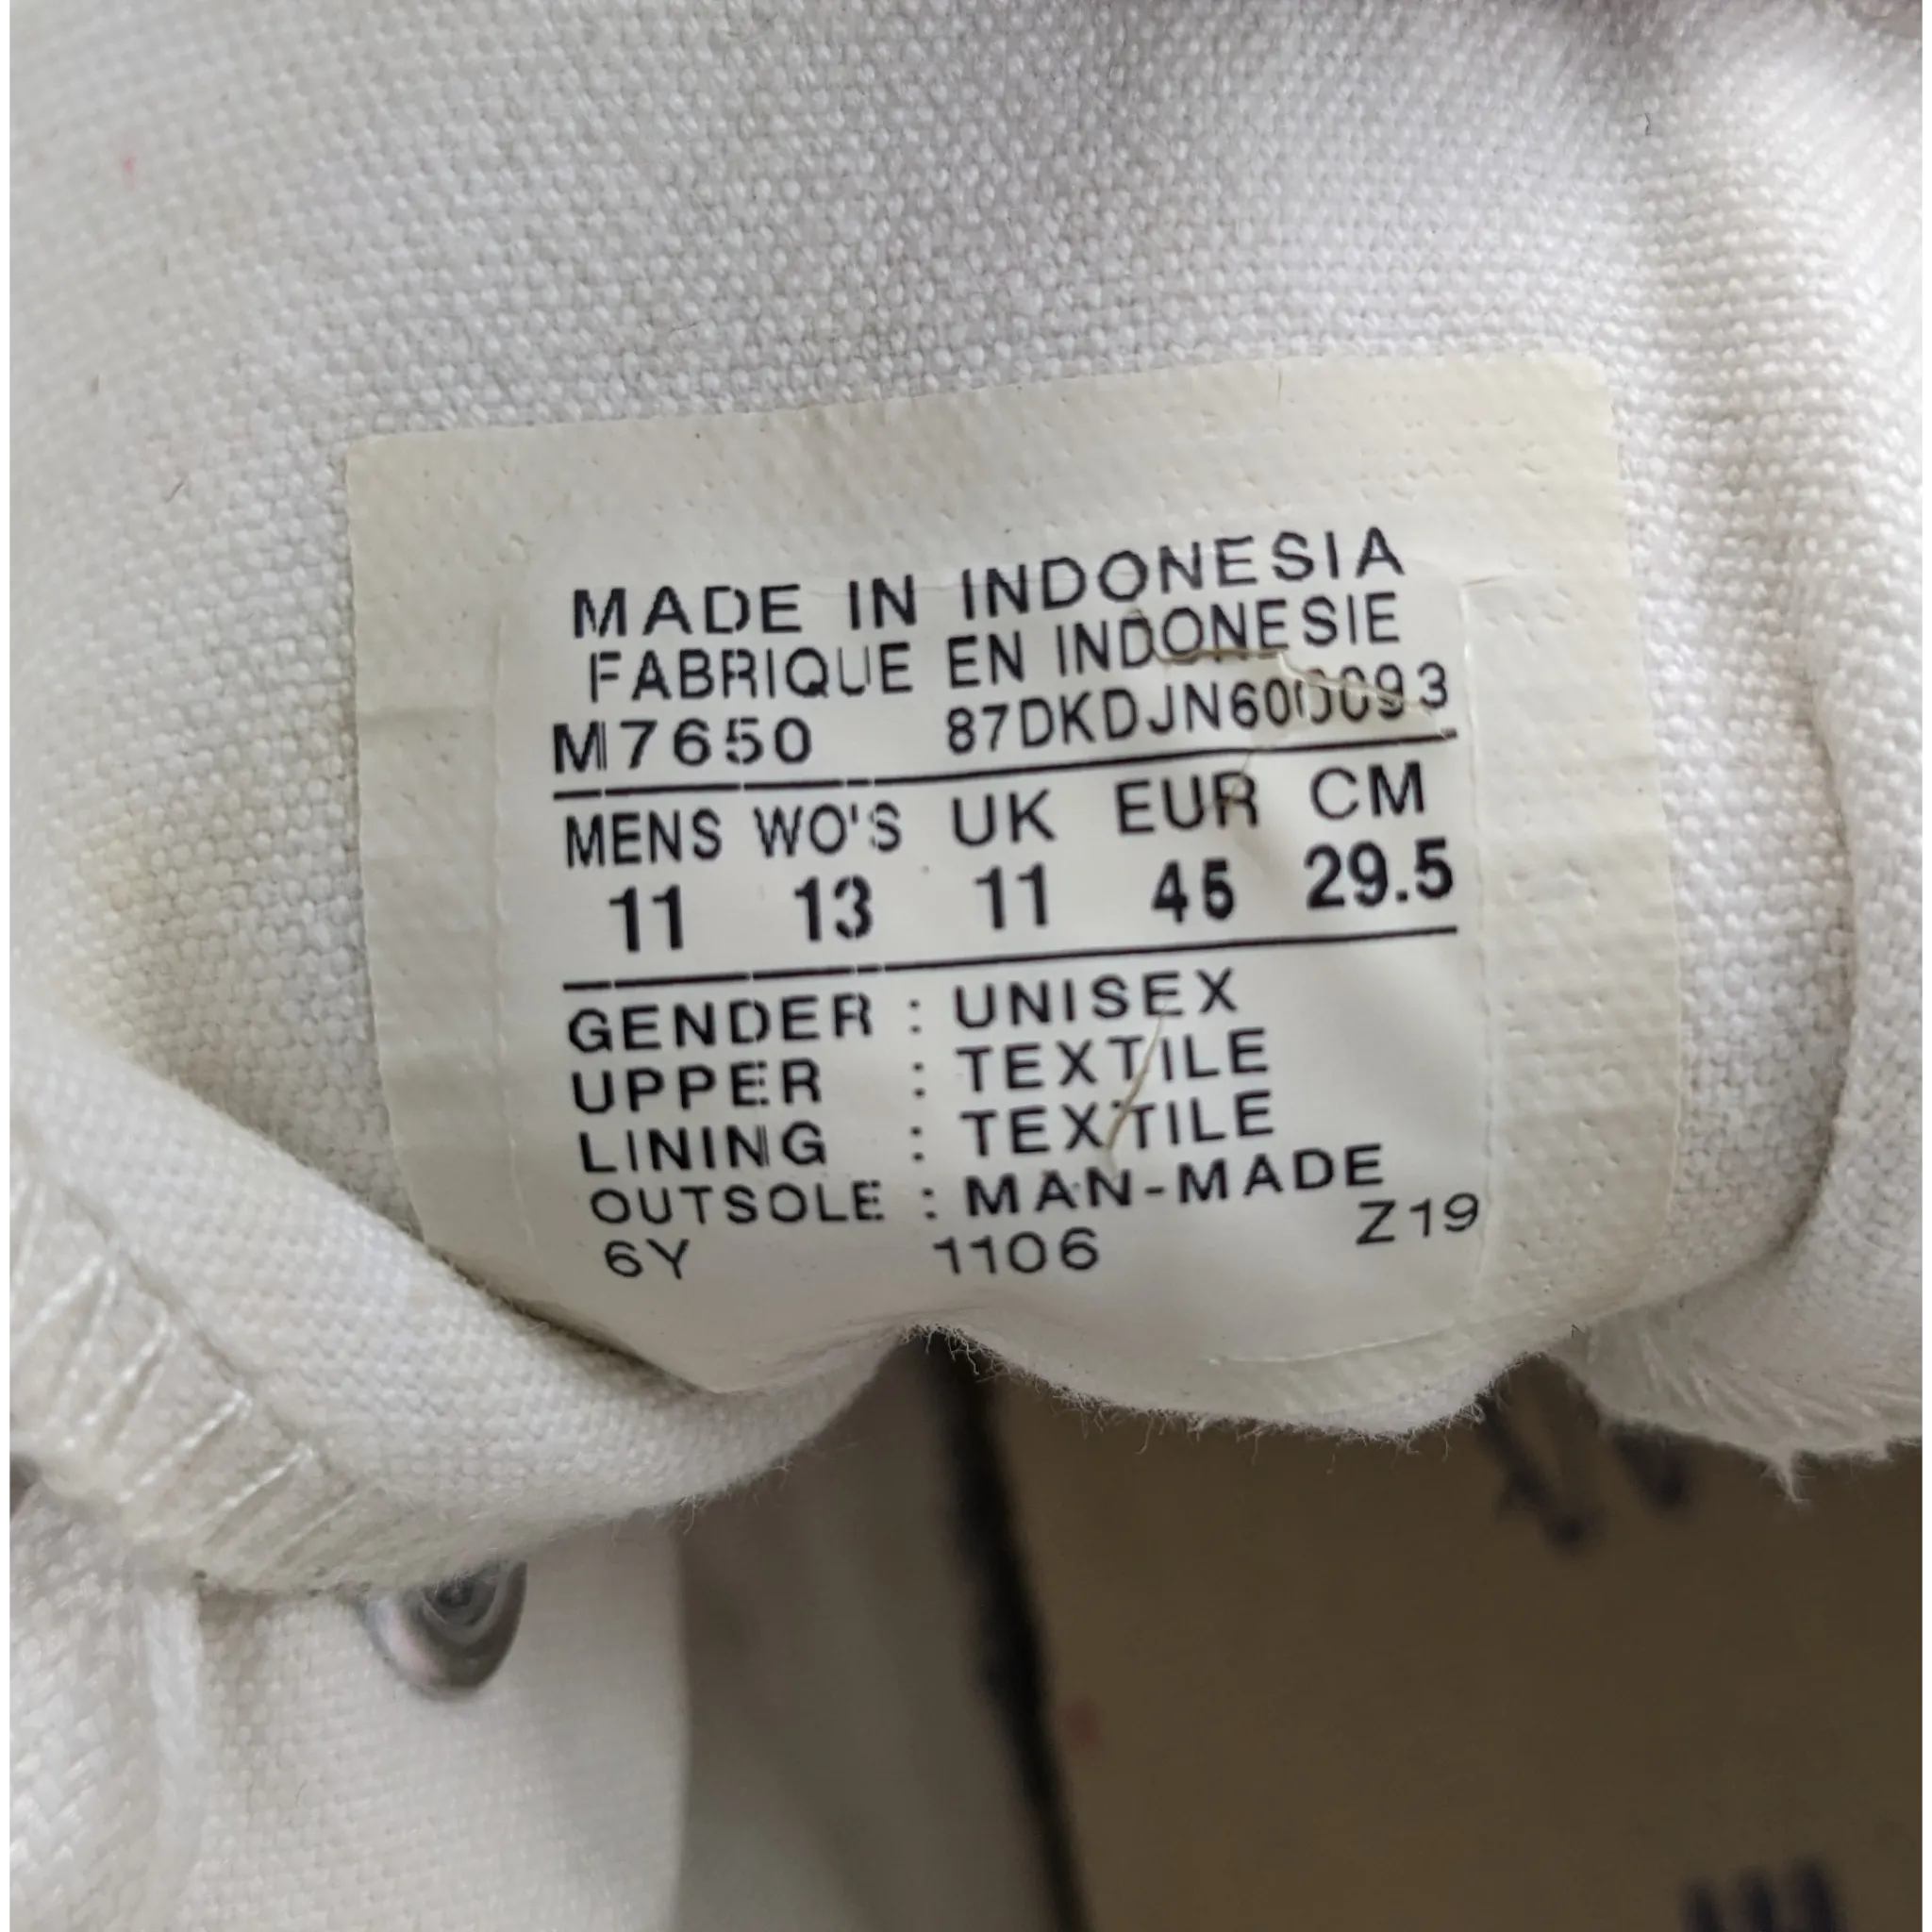 MADE IN INDONESIA
FABRIQUE EN INDONESIE
M7650 87DKDJN6000093
MENS WO'S UK EUR CM
11 13 11 45 29.5
GENDER : UNISEX
UPPER : TEXTILE
LINING : TEXTILE
OUTSOLE : MAN-MADE
6Y 1106 Z19